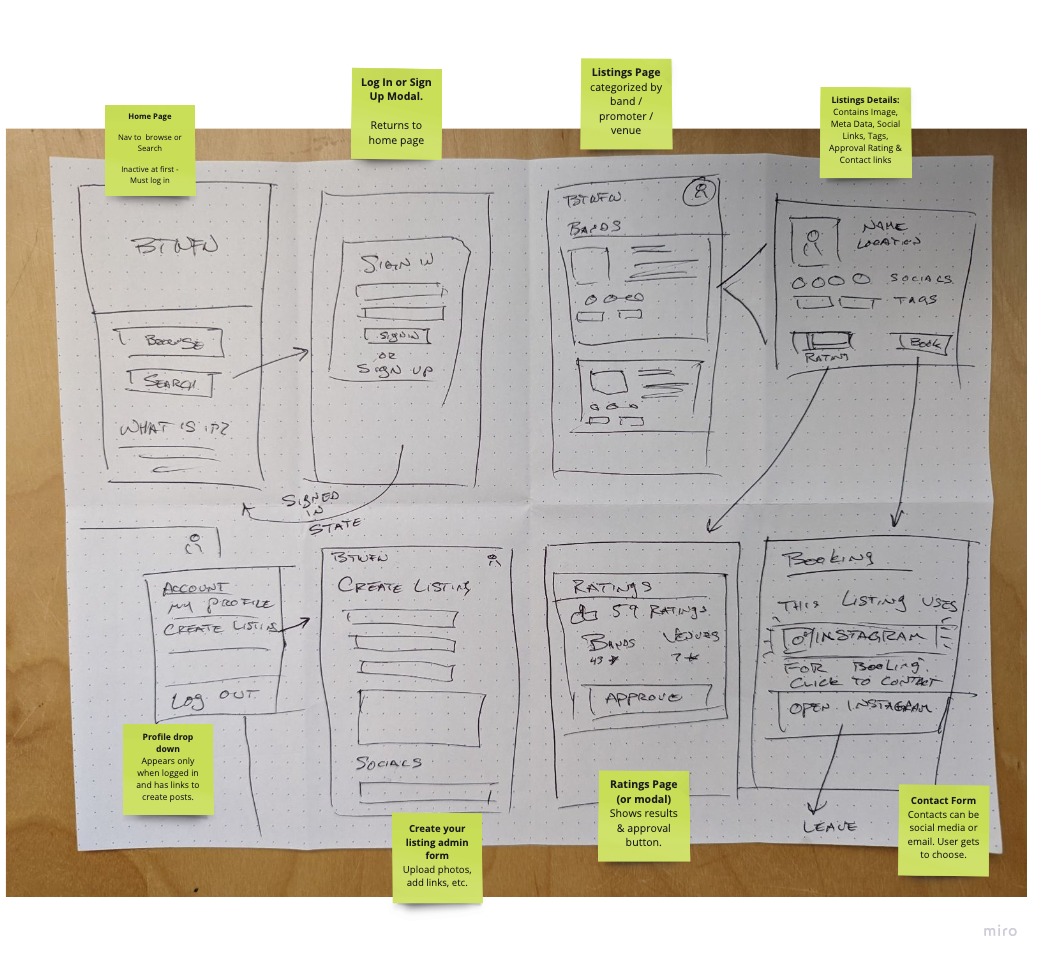 Home Page
Nav to browse or
Search
Inactive at first -
Must log in
Log In or Sign
Up Modal.
Returns to
home page
Listings Page
categorized by
band /
promoter /
venue
Listings Details:
Contains Image,
Meta Data, Social
Links, Tags,
Approval Rating &
Contact links
BTWFN
BROWSE
SEARCH
WHAT IS IT?
SIGN IN
SIGN IN
OR
SIGN UP
SIGNED
IN
STATE
BTWFN
BANDS
NAME
LOCATION
SOCIALS
TAGS
RATING
BOOK
ACCOUNT
MY PROFILE
CREATE LISTING
LOG OUT
BTWFN
CREATE LISTING
SOCIALS
RATINGS
59 RATINGS
BANDS VENUES
43
7
APPROVE
BOOKING
THIS LISTING USES
INSTAGRAM
FOR BOOKING.
CLICK TO CONTACT
OPEN INSTAGRAM
LEAVE
Profile drop
down
Appears only
when logged in
and has links to
create posts.
Create your
listing admin
form
Upload photos,
add links, etc.
Ratings Page
(or modal)
Shows results
& approval
button.
Contact Form
Contacts can be
social media or
email. User gets
to choose.
miro